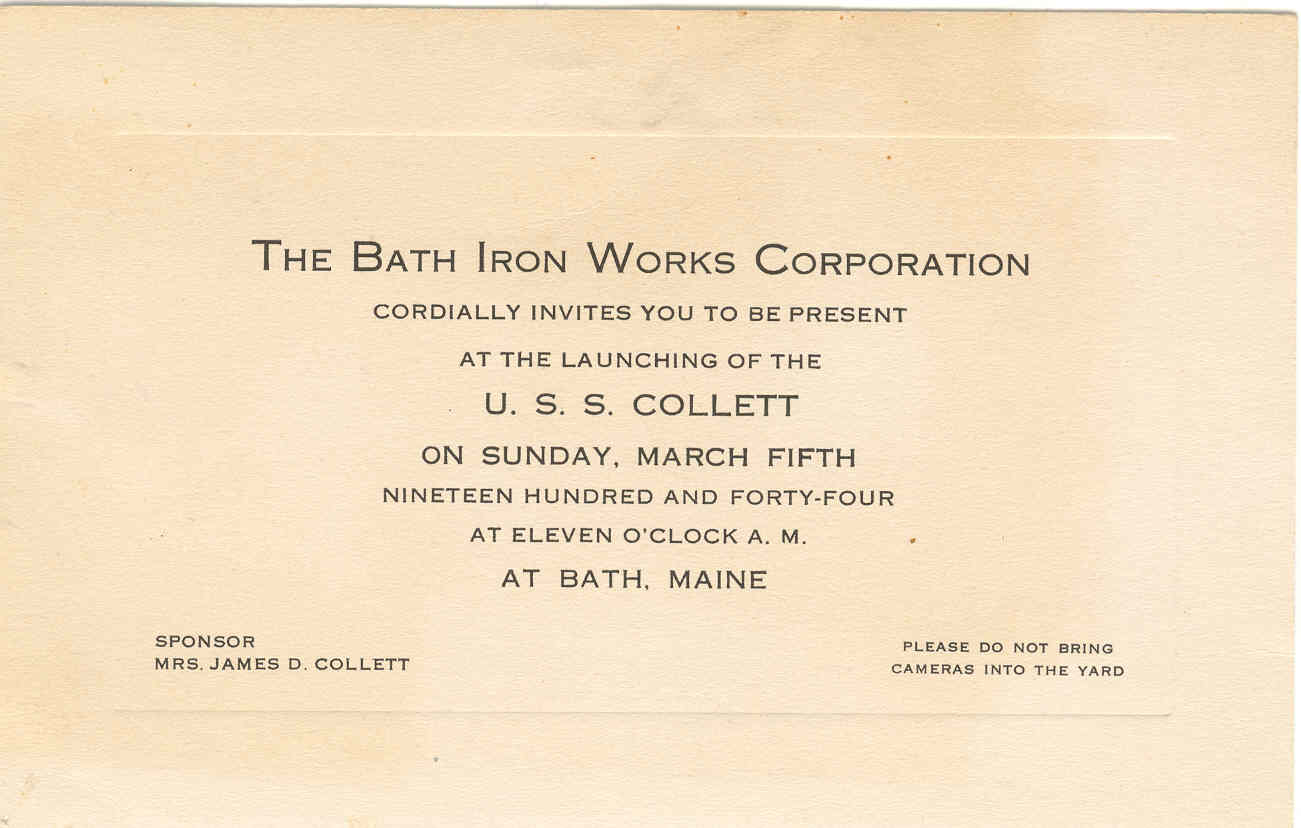 THE BATH IRON WORKS CORPORATION
CORDIALLY INVITES YOU TO BE PRESENT
AT THE LAUNCHING OF THE
U. S. S. COLLETT
ON SUNDAY, MARCH FIFTH
NINETEEN HUNDRED AND FORTY-FOUR
AT ELEVEN O'CLOCK A. M.
AT BATH, MAINE
SPONSOR
MRS. JAMES D. COLLETT
PLEASE DO NOT BRING
CAMERAS INTO THE YARD